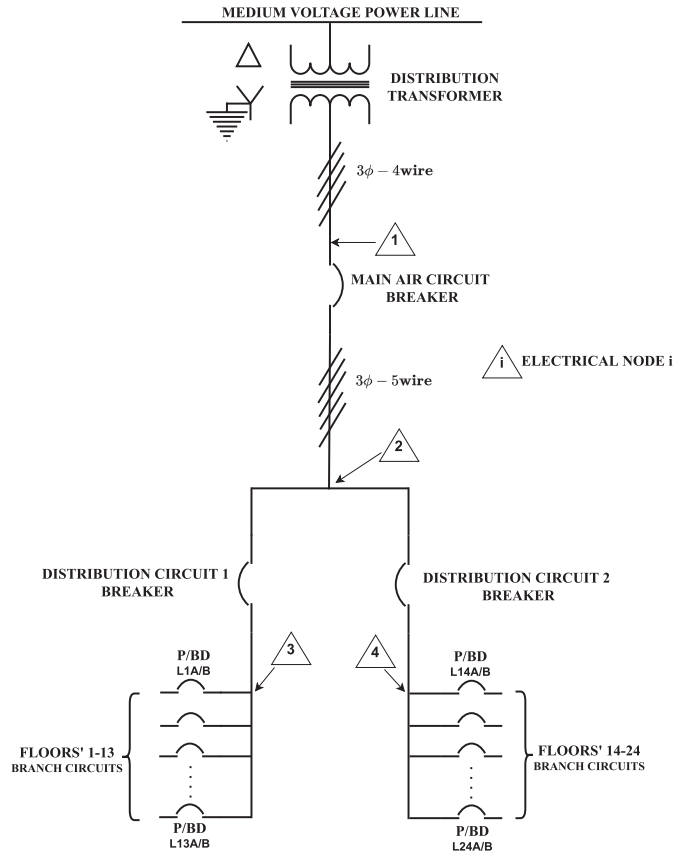 MEDIUM VOLTAGE POWER LINE
DISTRIBUTION
TRANSFORMER
3ϕ − 4wire
1
MAIN AIR CIRCUIT
BREAKER
3ϕ − 5wire
i ELECTRICAL NODE i
2
DISTRIBUTION CIRCUIT 1
BREAKER
DISTRIBUTION CIRCUIT 2
BREAKER
3
4
P/BD
L1A/B
P/BD
L14A/B
FLOORS' 1-13
BRANCH CIRCUITS
FLOORS' 14-24
BRANCH CIRCUITS
P/BD
L13A/B
P/BD
L24A/B